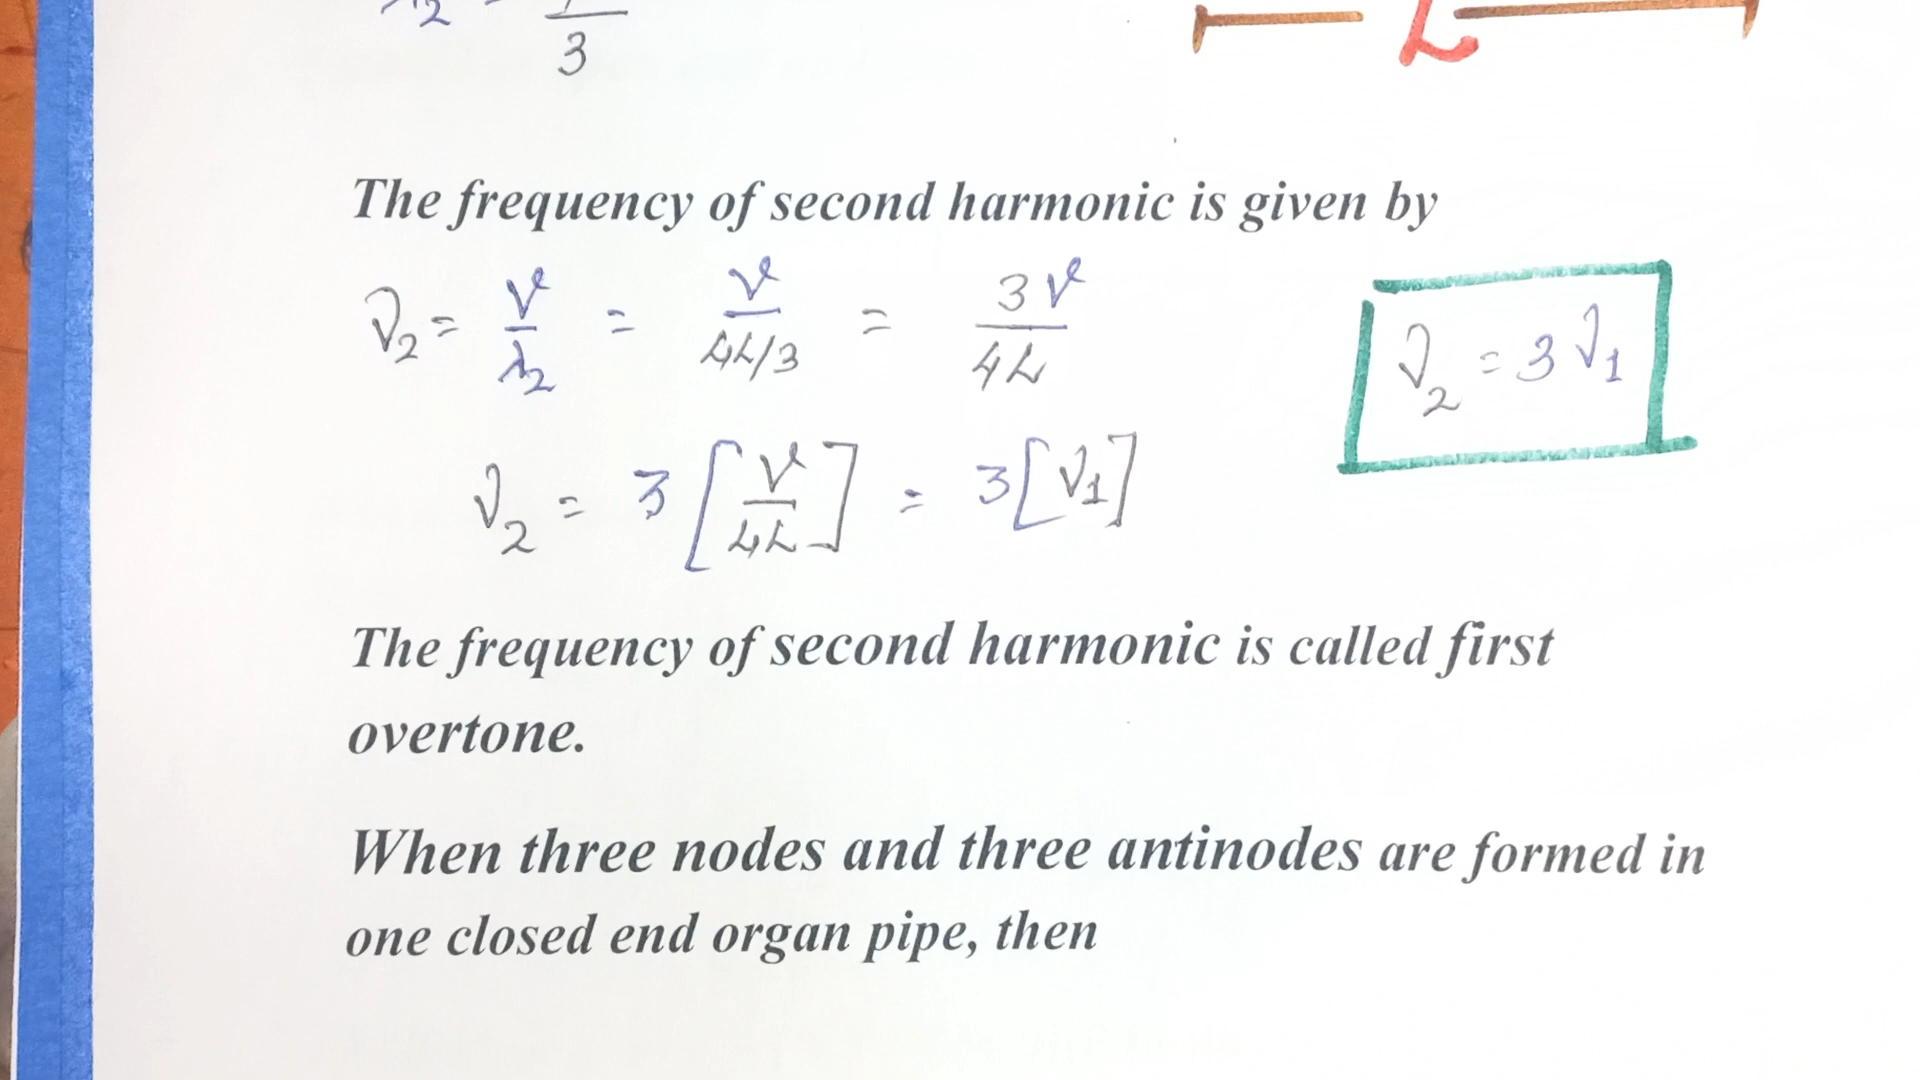 λ2 =
3
L
The frequency of second harmonic is given by
ν2 = v/λ2 = v/(4L/3) = 3v/4L
ν2 = 3ν1
ν2 = 3[v/4L] = 3[ν1]
The frequency of second harmonic is called first
overtone.
When three nodes and three antinodes are formed in
one closed end organ pipe, then